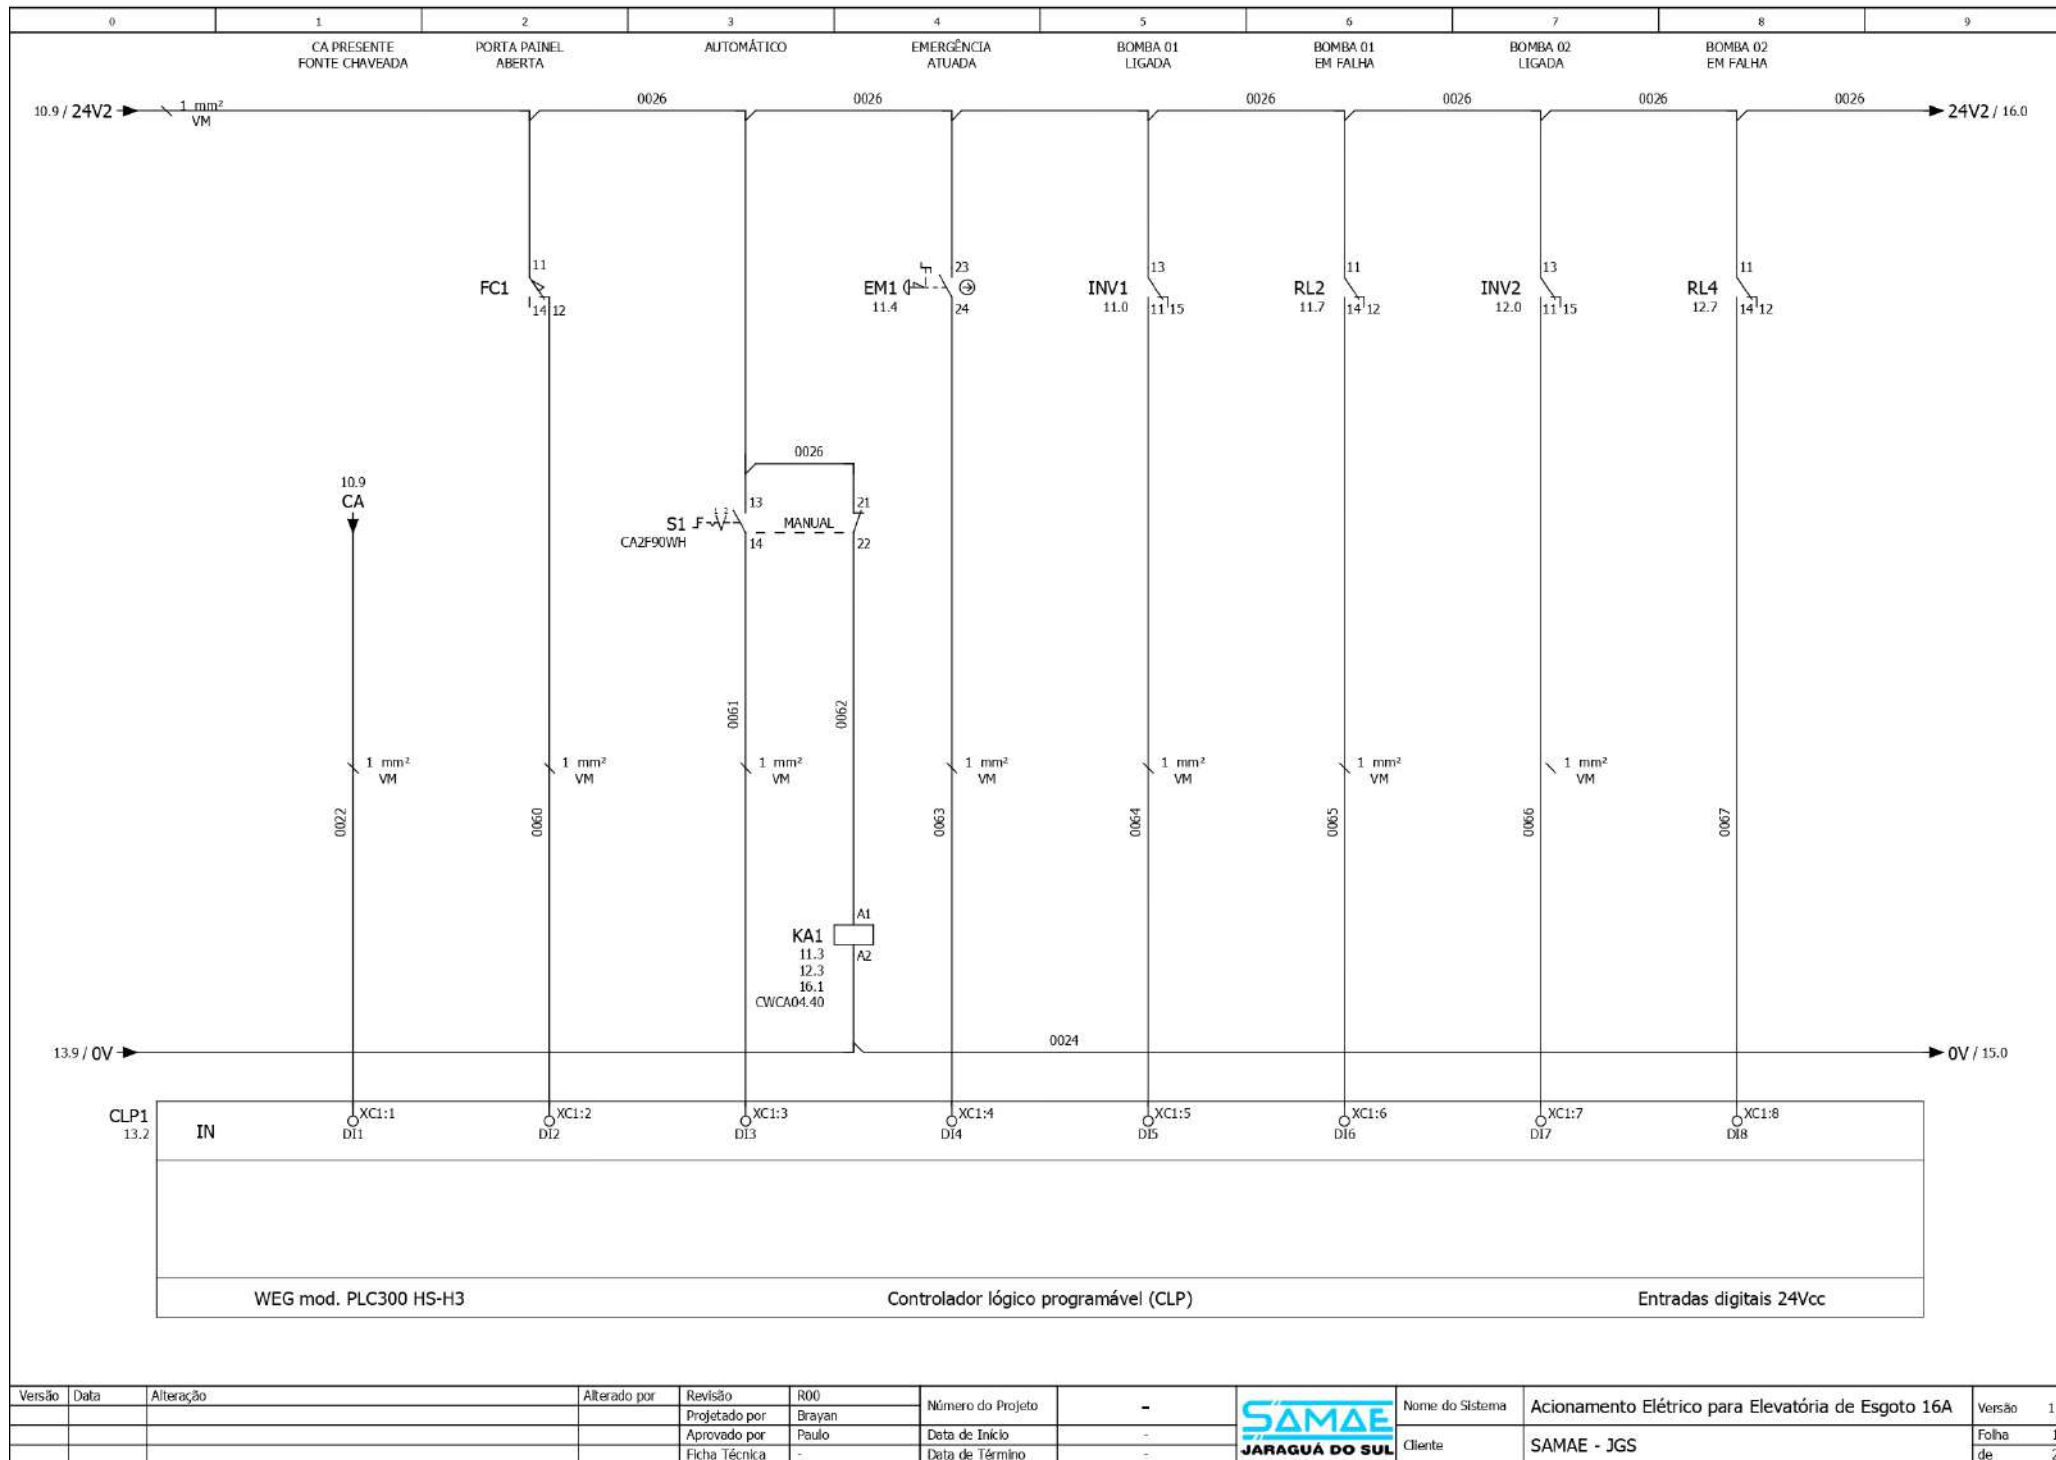 0 1 2 3 4 5 6 7 8 9
CA PRESENTE
FONTE CHAVEADA
PORTA PAINEL
ABERTA
AUTOMÁTICO
EMERGÊNCIA
ATUADA
BOMBA 01
LIGADA
BOMBA 01
EM FALHA
BOMBA 02
LIGADA
BOMBA 02
EM FALHA
10.9 / 24V2
1 mm²
VM
0026
0026
0026
0026
0026
0026
24V2 / 16.0
FC1
11
14 12
EM1
11.4
23
24
INV1
11.0
13
11 15
RL2
11.7
11
14 12
INV2
12.0
13
11 15
RL4
12.7
11
14 12
0026
10.9
CA
S1
CA2F90WH
1 2
13
14
MANUAL
21
22
0061
0062
1 mm²
VM
1 mm²
VM
1 mm²
VM
1 mm²
VM
1 mm²
VM
1 mm²
VM
1 mm²
VM
0022
0060
0063
0064
0065
0066
0067
KA1
11.3
12.3
16.1
CWCA04.40
A1
A2
13.9 / 0V
0024
0V / 15.0
CLP1
13.2
IN
XC1:1
DI1
XC1:2
DI2
XC1:3
DI3
XC1:4
DI4
XC1:5
DI5
XC1:6
DI6
XC1:7
DI7
XC1:8
DI8
WEG mod. PLC300 HS-H3
Controlador lógico programável (CLP)
Entradas digitais 24Vcc
Versão Data Alteração Alterado por
Revisão R00
Projetado por Brayan
Aprovado por Paulo
Ficha Técnica -
Número do Projeto -
Data de Início -
Data de Término -
SAMAE
JARAGUÁ DO SUL
Nome do Sistema Acionamento Elétrico para Elevatória de Esgoto 16A
Cliente SAMAE - JGS
Versão 1
Folha
de